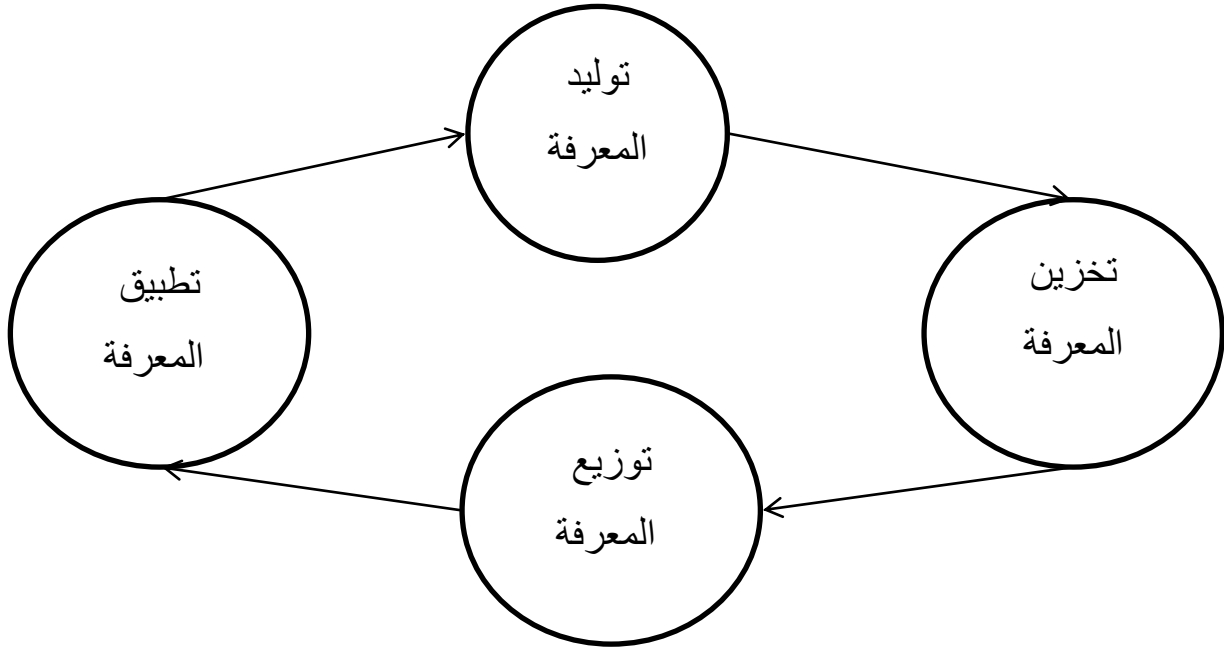 توليد
المعرفة
تخزين
المعرفة
توزيع
المعرفة
تطبيق
المعرفة